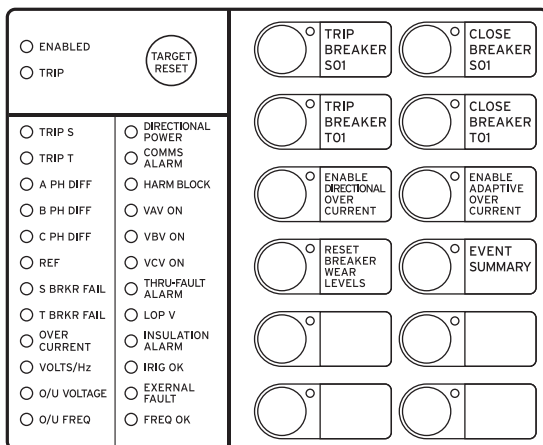 ENABLED
TRIP
TARGET
RESET
TRIP S
TRIP T
A PH DIFF
B PH DIFF
C PH DIFF
REF
S BRKR FAIL
T BRKR FAIL
OVER
CURRENT
VOLTS/Hz
O/U VOLTAGE
O/U FREQ
DIRECTIONAL
POWER
COMMS
ALARM
HARM BLOCK
VAV ON
VBV ON
VCV ON
THRU-FAULT
ALARM
LOP V
INSULATION
ALARM
IRIG OK
EXERNAL
FAULT
FREQ OK
TRIP
BREAKER
S01
CLOSE
BREAKER
S01
TRIP
BREAKER
T01
CLOSE
BREAKER
T01
ENABLE
DIRECTIONAL
OVER
CURRENT
ENABLE
ADAPTIVE
OVER
CURRENT
RESET
BREAKER
WEAR
LEVELS
EVENT
SUMMARY